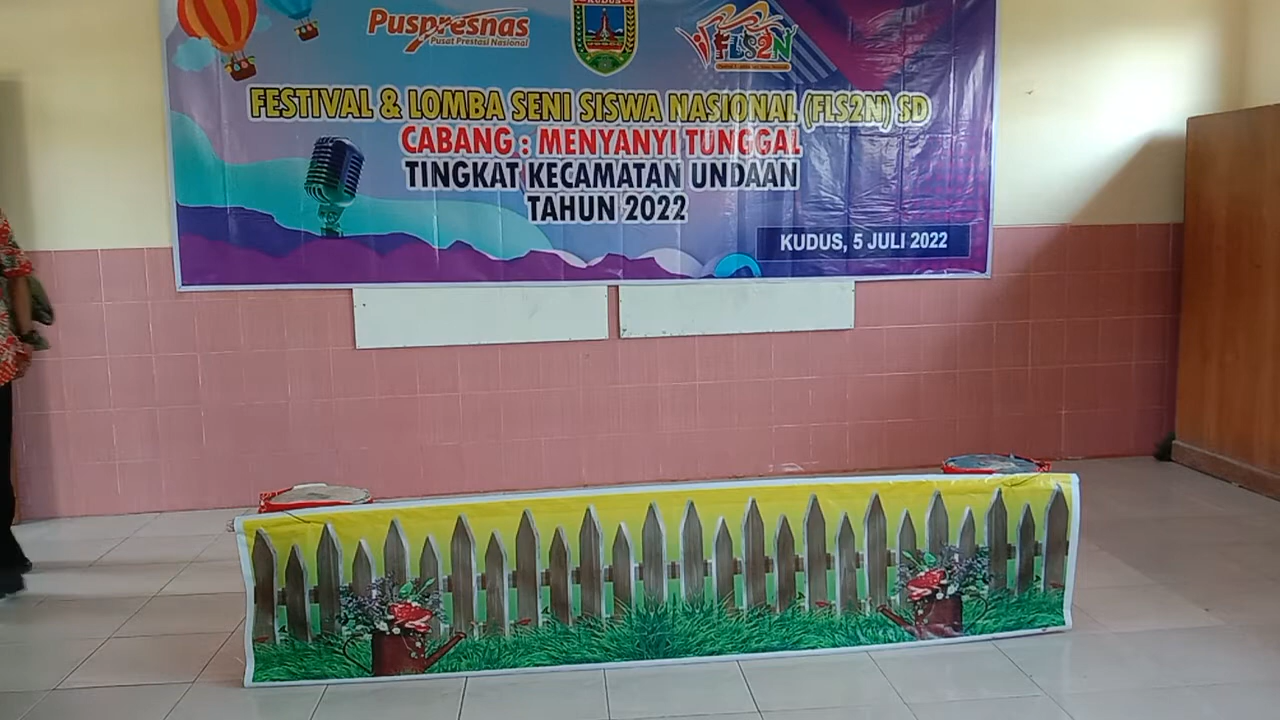 Puspresnas
Pusat Prestasi Nasional
KUDUS
FLS2N
FESTIVAL & LOMBA SENI SISWA NASIONAL (FLS2N) SD
CABANG : MENYANYI TUNGGAL
TINGKAT KECAMATAN UNDAAN
TAHUN 2022
KUDUS, 5 JULI 2022